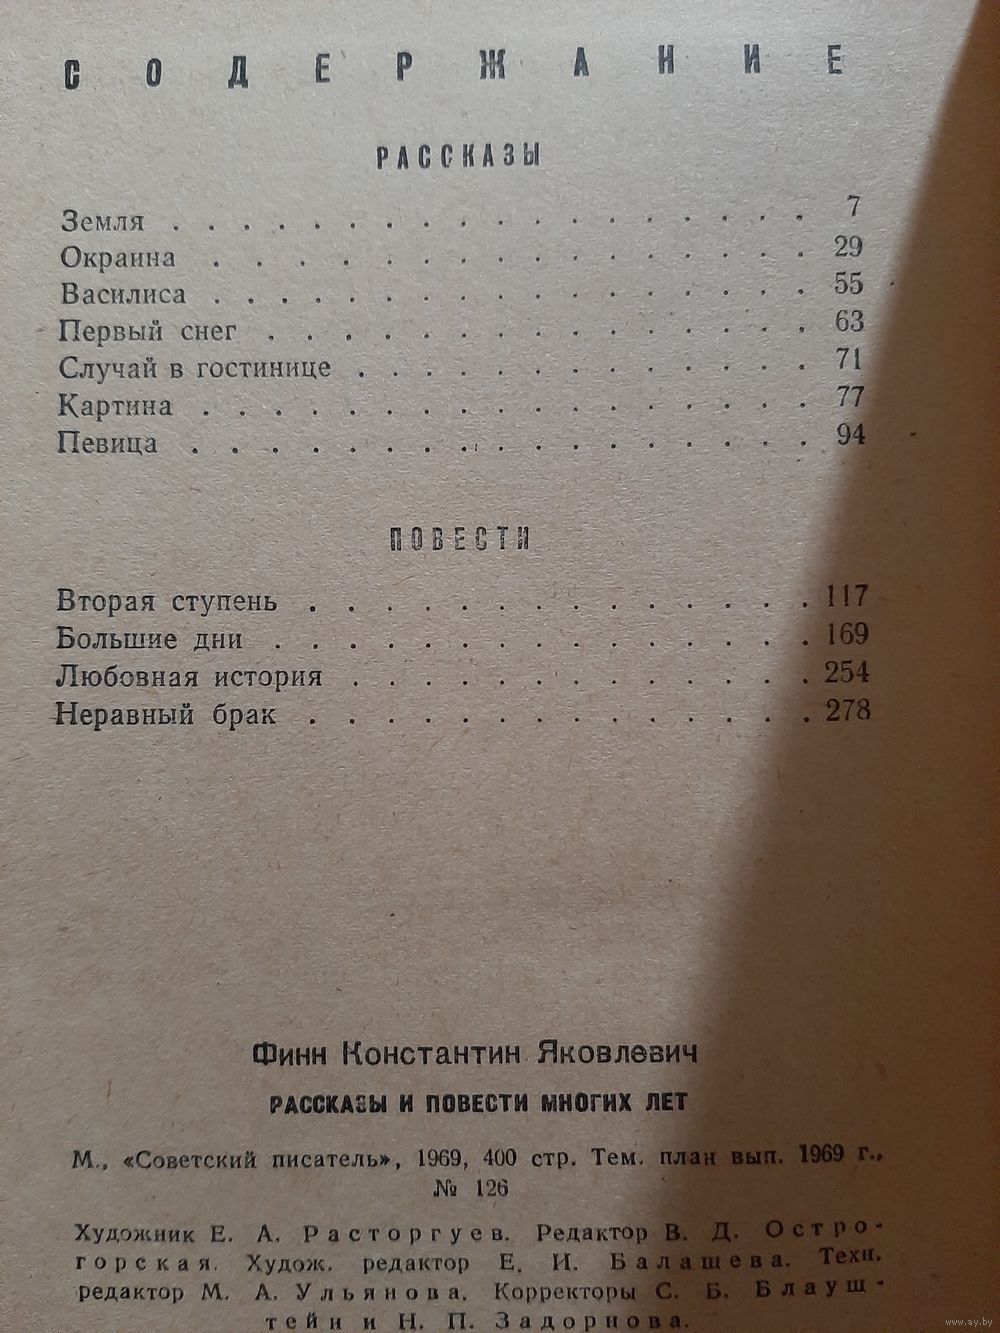 СОДЕРЖАНИЕ
РАССКАЗЫ
Земля . . . . . . . . . . . . . . . . . 7
Окраина . . . . . . . . . . . . . . . 29
Василиса . . . . . . . . . . . . . . . 55
Первый снег . . . . . . . . . . . . . . 63
Случай в гостинице . . . . . . . . . . . . 71
Картина . . . . . . . . . . . . . . . . 77
Певица . . . . . . . . . . . . . . . . 94
ПОВЕСТИ
Вторая ступень . . . . . . . . . . . . . . 117
Большие дни . . . . . . . . . . . . . . . 169
Любовная история . . . . . . . . . . . . . 254
Неравный брак . . . . . . . . . . . . . . 278
Финн Константин Яковлевич
РАССКАЗЫ И ПОВЕСТИ МНОГИХ ЛЕТ
М., «Советский писатель», 1969, 400 стр. Тем. план вып. 1969 г.,
№ 126
Художник Е. А. Расторгуев. Редактор В. Д. Остро-
горская. Худож. редактор Е. И. Балашева. Техн.
редактор М. А. Ульянова. Корректоры С. Б. Блауш-
тейн и Н. П. Задорнова.
www.ay.by